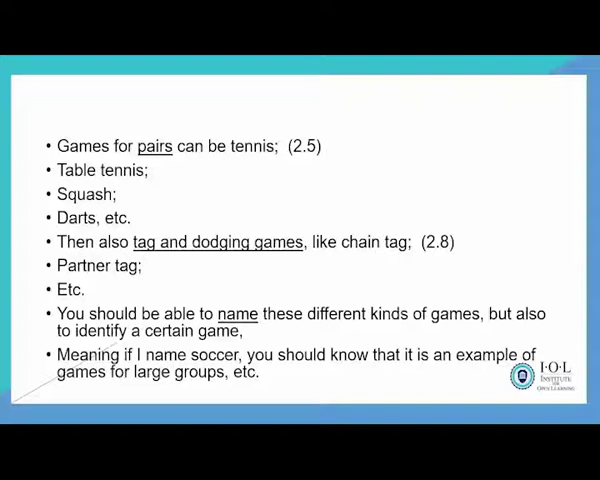 • Games for pairs can be tennis; (2.5)
• Table tennis;
• Squash;
• Darts, etc.
• Then also tag and dodging games, like chain tag; (2.8)
• Partner tag;
• Etc.
• You should be able to name these different kinds of games, but also
to identify a certain game,
• Meaning if I name soccer, you should know that it is an example of
games for large groups, etc.
I·O·L
INSTITUTE
FOR
OPEN LEARNING